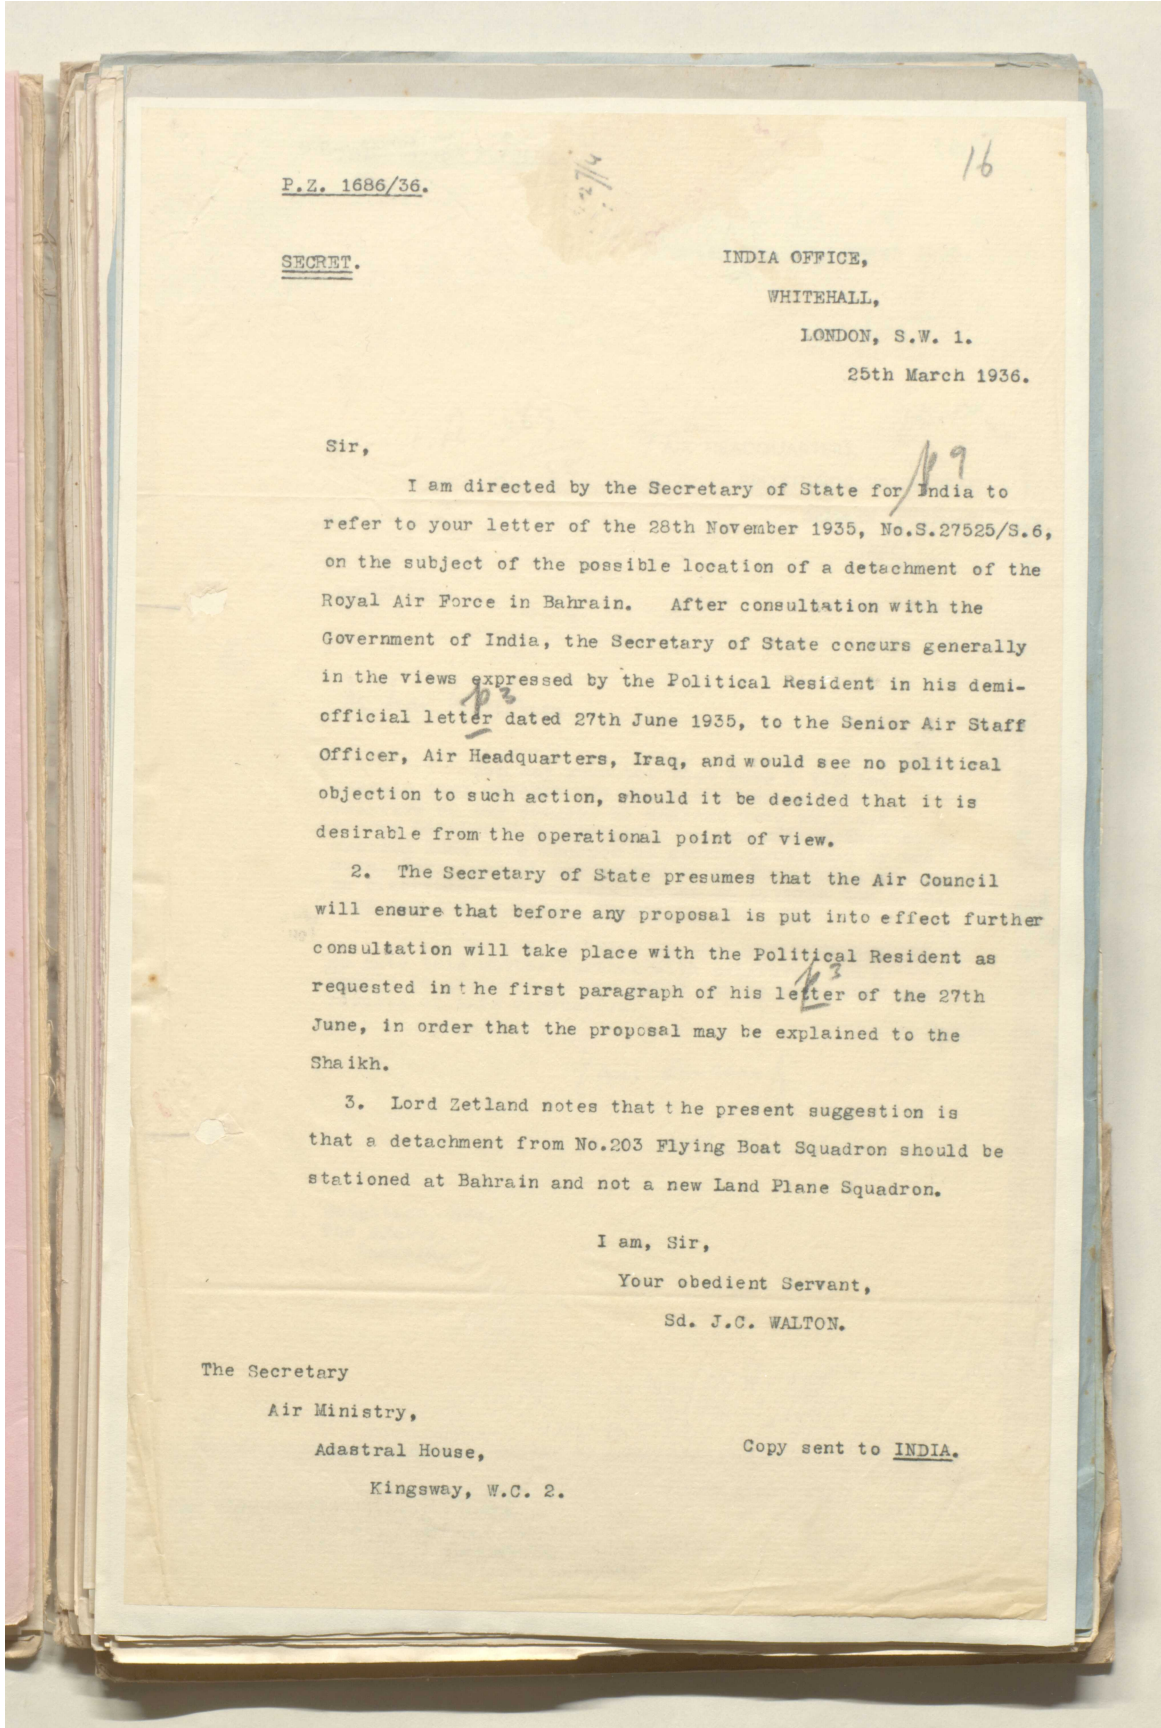 16
P.Z. 1686/36.
SECRET.
INDIA OFFICE,
WHITEHALL,
LONDON, S.W. 1.
25th March 1936.
Sir,
p 9
I am directed by the Secretary of State for India to
refer to your letter of the 28th November 1935, No.S.27525/S.6,
on the subject of the possible location of a detachment of the
Royal Air Force in Bahrain. After consultation with the
Government of India, the Secretary of State concurs generally
in the views expressed by the Political Resident in his demi-
p 3
official letter dated 27th June 1935, to the Senior Air Staff
Officer, Air Headquarters, Iraq, and would see no political
objection to such action, should it be decided that it is
desirable from the operational point of view.
2. The Secretary of State presumes that the Air Council
will ensure that before any proposal is put into effect further
consultation will take place with the Political Resident as
p 3
requested in the first paragraph of his letter of the 27th
June, in order that the proposal may be explained to the
Shaikh.
3. Lord Zetland notes that the present suggestion is
that a detachment from No.203 Flying Boat Squadron should be
stationed at Bahrain and not a new Land Plane Squadron.
I am, Sir,
Your obedient Servant,
Sd. J.C. WALTON.
The Secretary
Air Ministry,
Adastral House,
Kingsway, W.C. 2.
Copy sent to INDIA.